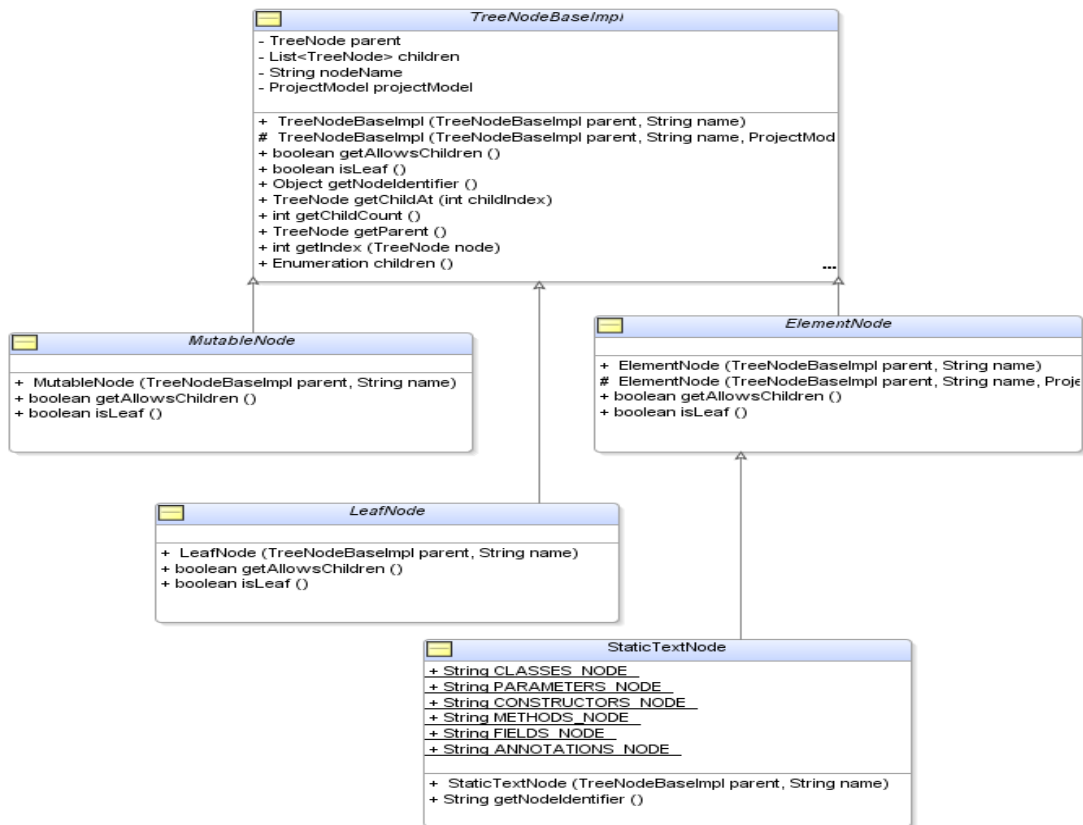 TreeNodeBaseImpl
- TreeNode parent
- List<TreeNode> children
- String nodeName
- ProjectModel projectModel
+ TreeNodeBaseImpl (TreeNodeBaseImpl parent, String name)
# TreeNodeBaseImpl (TreeNodeBaseImpl parent, String name, ProjectMod
+ boolean getAllowsChildren ()
+ boolean isLeaf ()
+ Object getNodeIdentifier ()
+ TreeNode getChildAt (int childIndex)
+ int getChildCount ()
+ TreeNode getParent ()
+ int getIndex (TreeNode node)
+ Enumeration children ()
...
MutableNode
+ MutableNode (TreeNodeBaseImpl parent, String name)
+ boolean getAllowsChildren ()
+ boolean isLeaf ()
ElementNode
+ ElementNode (TreeNodeBaseImpl parent, String name)
# ElementNode (TreeNodeBaseImpl parent, String name, Proje
+ boolean getAllowsChildren ()
+ boolean isLeaf ()
LeafNode
+ LeafNode (TreeNodeBaseImpl parent, String name)
+ boolean getAllowsChildren ()
+ boolean isLeaf ()
StaticTextNode
+ String CLASSES_NODE
+ String PARAMETERS_NODE
+ String CONSTRUCTORS_NODE
+ String METHODS_NODE
+ String FIELDS_NODE
+ String ANNOTATIONS_NODE
+ StaticTextNode (TreeNodeBaseImpl parent, String name)
+ String getNodeIdentifier ()